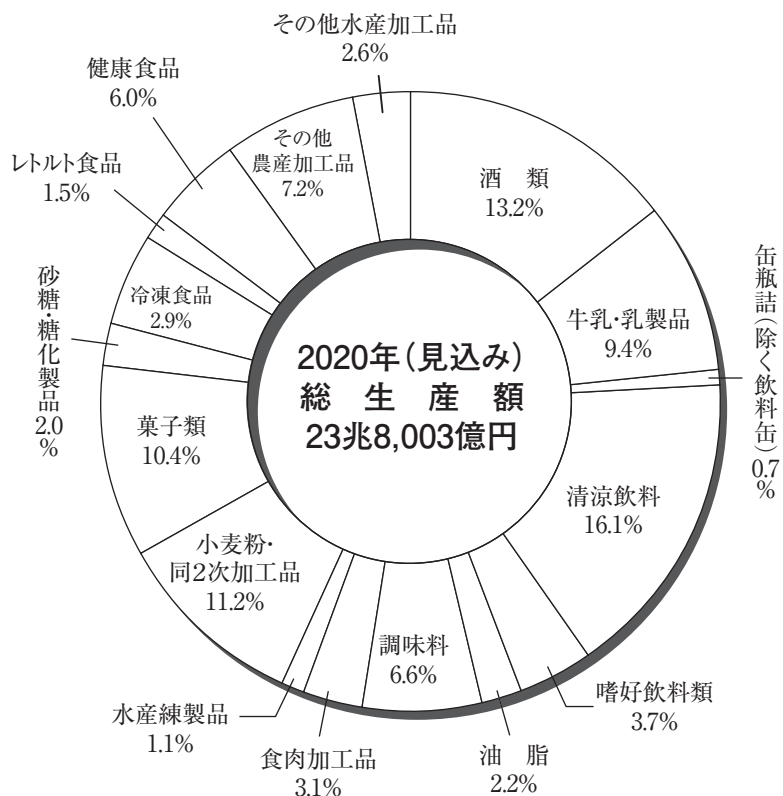 その他水産加工品
2.6%
健康食品
6.0%
レトルト食品
1.5%
その他
農産加工品
7.2%
酒　類
13.2%
缶瓶詰（除く飲料缶）0.7%
牛乳・乳製品
9.4%
冷凍食品
2.9%
砂糖・糖化製品2.0%
2020年（見込み）
総生産額
23兆8,003億円
菓子類
10.4%
清涼飲料
16.1%
小麦粉・
同2次加工品
11.2%
調味料
6.6%
嗜好飲料類
3.7%
水産練製品
1.1%
食肉加工品
3.1%
油　脂
2.2%